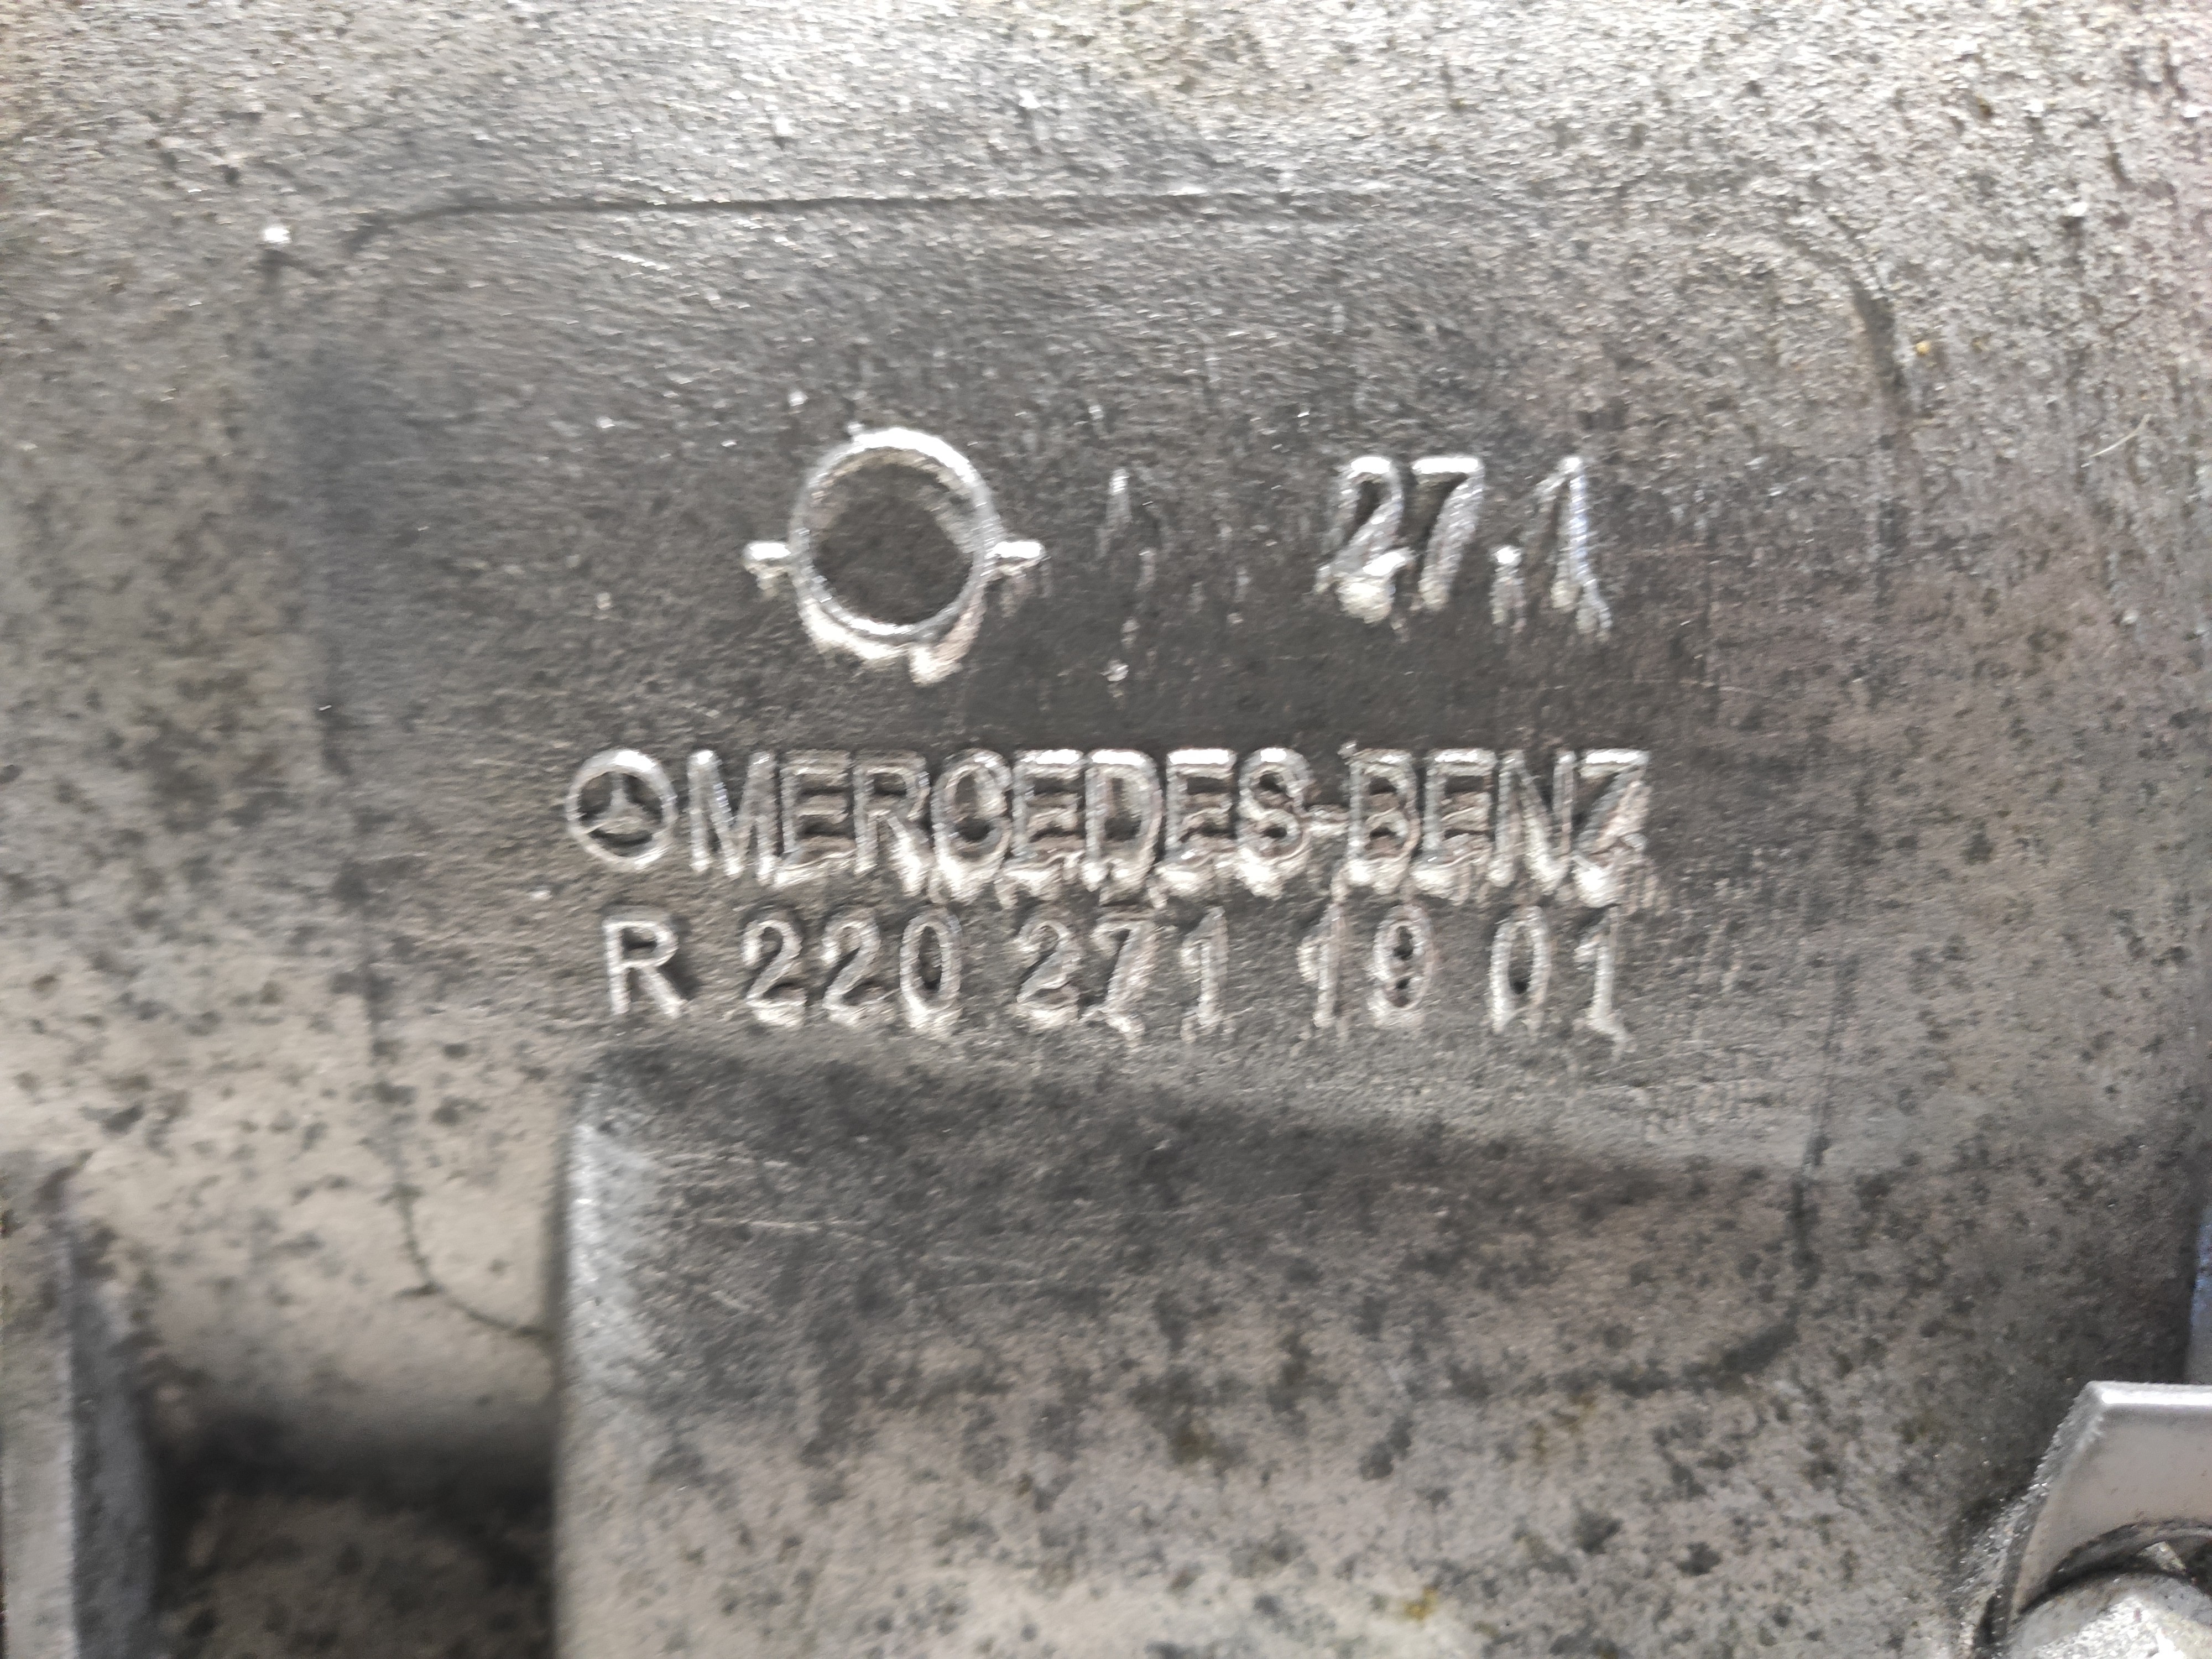 27.1
MERCEDES-BENZ
R 220 271 19 01